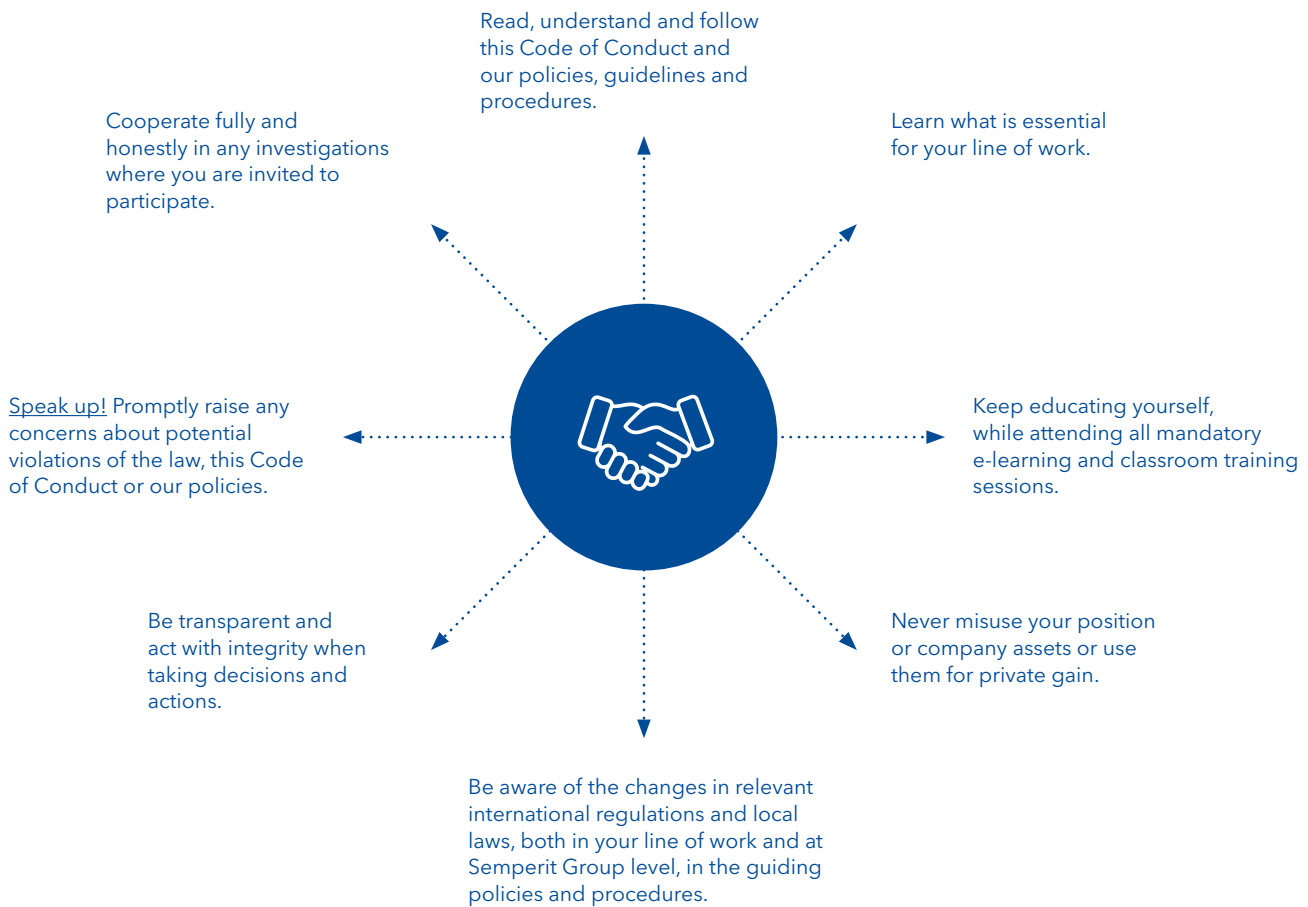 Read, understand and follow
this Code of Conduct and
our policies, guidelines and
procedures.
Learn what is essential
for your line of work.
Keep educating yourself,
while attending all mandatory
e-learning and classroom training
sessions.
Never misuse your position
or company assets or use
them for private gain.
Be aware of the changes in relevant
international regulations and local
laws, both in your line of work and at
Semperit Group level, in the guiding
policies and procedures.
Be transparent and
act with integrity when
taking decisions and
actions.
Speak up! Promptly raise any
concerns about potential
violations of the law, this Code
of Conduct or our policies.
Cooperate fully and
honestly in any investigations
where you are invited to
participate.